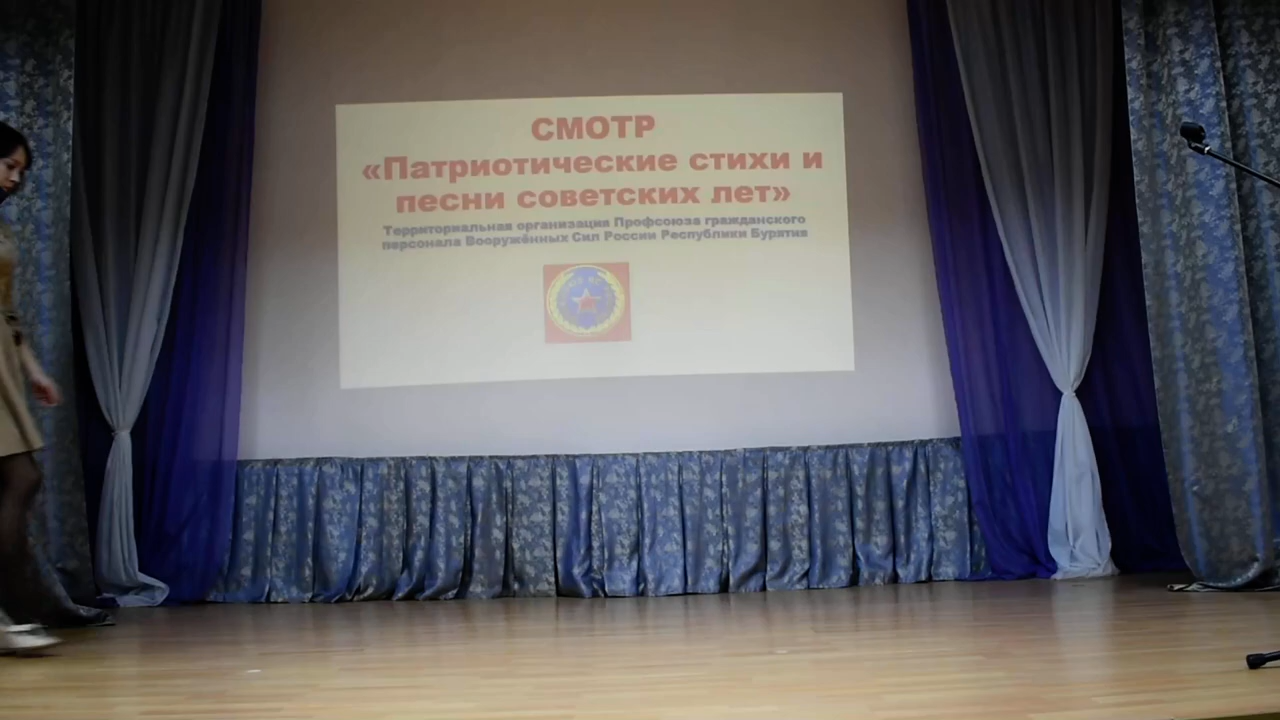 СМОТР
«Патриотические стихи и
песни советских лет»
Территориальная организация Профсоюза гражданского
персонала Вооружённых Сил России Республики Бурятия